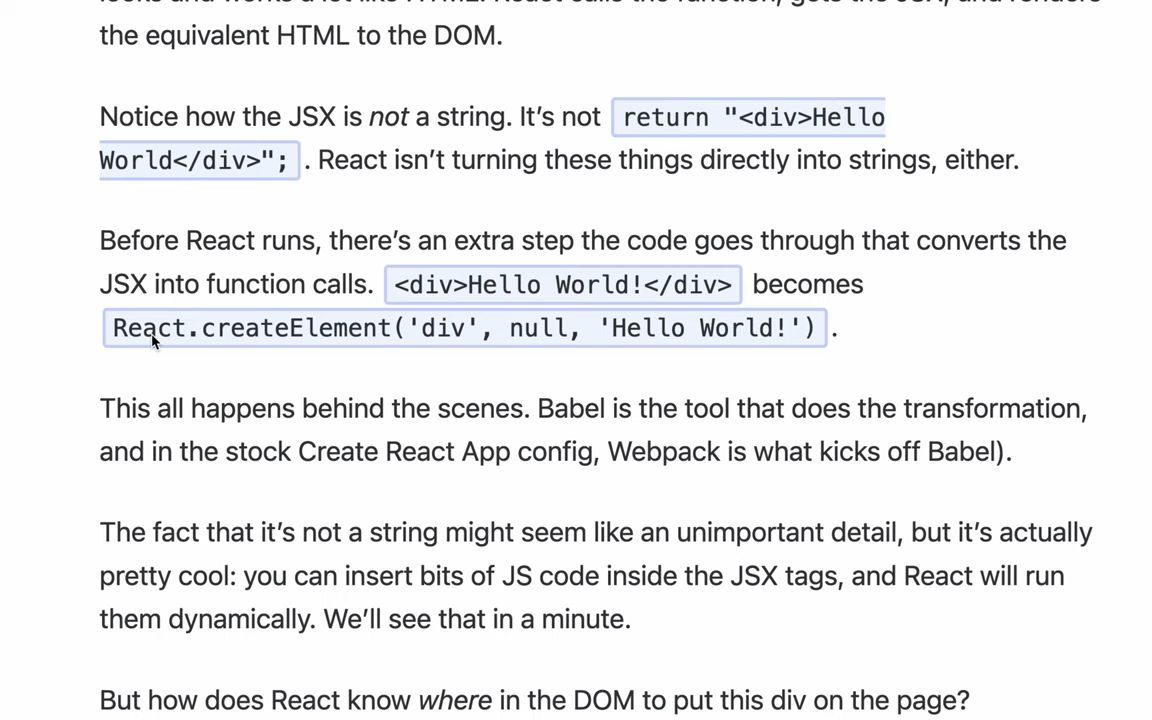 the equivalent HTML to the DOM.
Notice how the JSX is not a string. It’s not return "<div>Hello
World</div>"; . React isn’t turning these things directly into strings, either.
Before React runs, there’s an extra step the code goes through that converts the
JSX into function calls. <div>Hello World!</div> becomes
React.createElement('div', null, 'Hello World!') .
This all happens behind the scenes. Babel is the tool that does the transformation,
and in the stock Create React App config, Webpack is what kicks off Babel).
The fact that it’s not a string might seem like an unimportant detail, but it’s actually
pretty cool: you can insert bits of JS code inside the JSX tags, and React will run
them dynamically. We’ll see that in a minute.
But how does React know where in the DOM to put this div on the page?